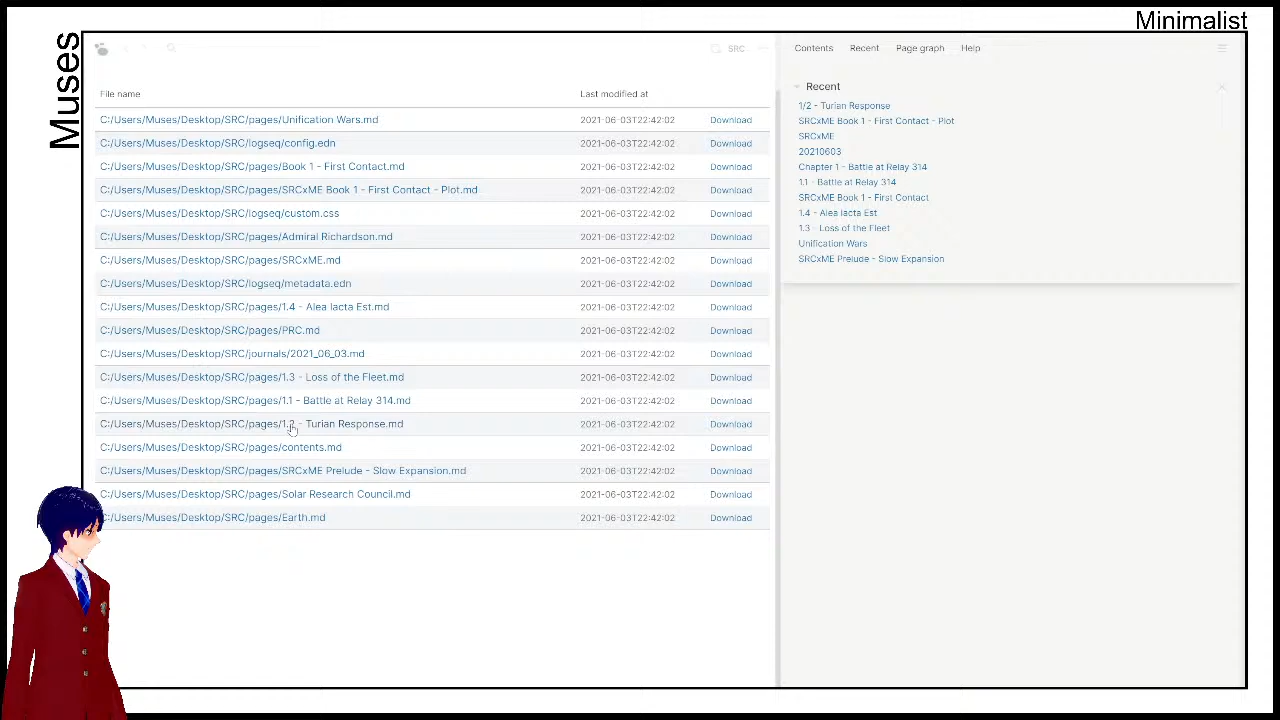 Minimalist
Muses
SRC
Contents Recent Page graph Help
File name Last modified at
C:/Users/Muses/Desktop/SRC/pages/Unification Wars.md 2021-06-03T22:42:02 Download
C:/Users/Muses/Desktop/SRC/logseq/config.edn 2021-06-03T22:42:02 Download
C:/Users/Muses/Desktop/SRC/pages/Book 1 - First Contact.md 2021-06-03T22:42:02 Download
C:/Users/Muses/Desktop/SRC/pages/SRCxME Book 1 - First Contact - Plot.md 2021-06-03T22:42:02 Download
C:/Users/Muses/Desktop/SRC/logseq/custom.css 2021-06-03T22:42:02 Download
C:/Users/Muses/Desktop/SRC/pages/Admiral Richardson.md 2021-06-03T22:42:02 Download
C:/Users/Muses/Desktop/SRC/pages/SRCxME.md 2021-06-03T22:42:02 Download
C:/Users/Muses/Desktop/SRC/logseq/metadata.edn 2021-06-03T22:42:02 Download
C:/Users/Muses/Desktop/SRC/pages/1.4 - Alea Iacta Est.md 2021-06-03T22:42:02 Download
C:/Users/Muses/Desktop/SRC/pages/PRC.md 2021-06-03T22:42:02 Download
C:/Users/Muses/Desktop/SRC/journals/2021_06_03.md 2021-06-03T22:42:02 Download
C:/Users/Muses/Desktop/SRC/pages/1.3 - Loss of the Fleet.md 2021-06-03T22:42:02 Download
C:/Users/Muses/Desktop/SRC/pages/1.1 - Battle at Relay 314.md 2021-06-03T22:42:02 Download
- Turian Response.md 2021-06-03T22:42:02 Download
C:/Users/Muses/Desktop/SRC/pages/contents.md 2021-06-03T22:42:02 Download
C:/Users/Muses/Desktop/SRC/pages/SRCxME Prelude - Slow Expansion.md 2021-06-03T22:42:02 Download
C:/Users/Muses/Desktop/SRC/pages/Solar Research Council.md 2021-06-03T22:42:02 Download
:/Users/Muses/Desktop/SRC/pages/Earth.md 2021-06-03T22:42:02 Download
Recent
1/2 - Turian Response
SRCxME Book 1 - First Contact - Plot
SRCxME
20210603
Chapter 1 - Battle at Relay 314
1.1 - Battle at Relay 314
SRCxME Book 1 - First Contact
1.4 - Alea Iacta Est
1.3 - Loss of the Fleet
Unification Wars
SRCxME Prelude - Slow Expansion